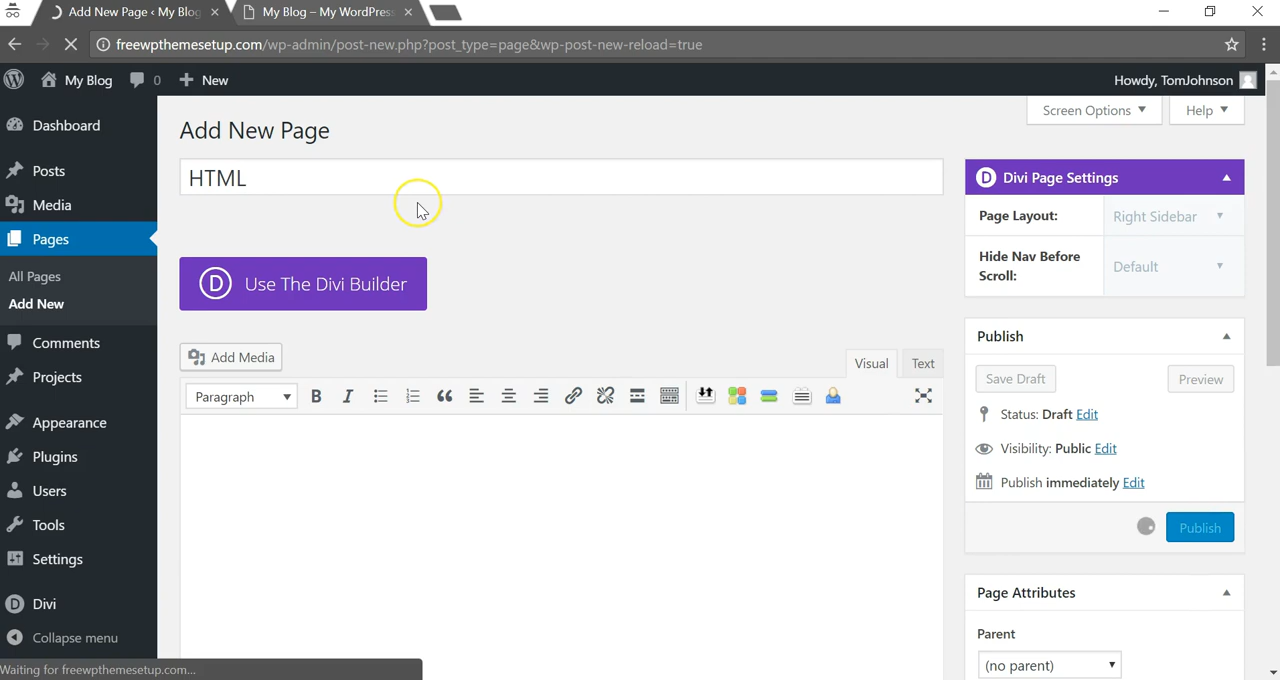 Add New Page ‹ My Blog
My Blog – My WordPres
freewpthemesetup.com/wp-admin/post-new.php?post_type=page&wp-post-new-reload=true
My Blog
0
New
Howdy, TomJohnson
Dashboard
Posts
Media
Pages
All Pages
Add New
Comments
Projects
Appearance
Plugins
Users
Tools
Settings
Divi
Collapse menu
Waiting for freewpthemesetup.com...
Screen Options
Help
Add New Page
HTML
D Use The Divi Builder
Add Media
Visual
Text
Paragraph
B I
D Divi Page Settings
Page Layout:
Right Sidebar
Hide Nav Before
Scroll:
Default
Publish
Save Draft
Preview
Status: Draft Edit
Visibility: Public Edit
Publish immediately Edit
Publish
Page Attributes
Parent
(no parent)